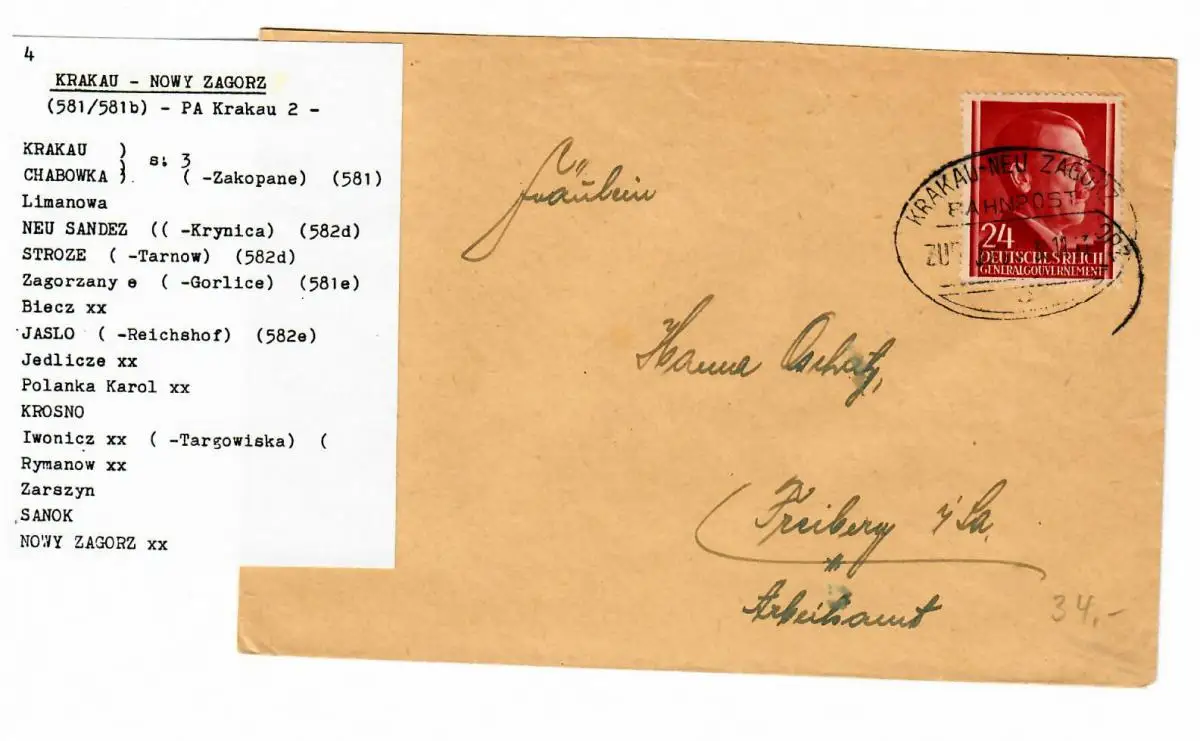 4
KRAKAU - NOWY ZAGORZ
(581/581b) - PA Krakau 2 -
KRAKAU )
CHABOWKA ) s. 3 ( -Zakopane) (581)
Limanowa
NEU SANDEZ (( -Krynica) (582d)
STROZE ( -Tarnow) (582d)
Zagorzany e ( -Gorlice) (581e)
Biecz xx
JASLO ( -Reichshof) (582e)
Jedlicze xx
Polanka Karol xx
KROSNO
Iwonicz xx ( -Targowiska) (
Rymanow xx
Zarszyn
SANOK
NOWY ZAGORZ xx
Fräulein
Hanna Oschatz,
Freiberg i/Sa.
Arbeitsamt
34,-
KRAKAU-NEU ZAGORZ
BAHNPOST
ZUG
24
DEUTSCHES REICH
GENERALGOUVERNEMENT